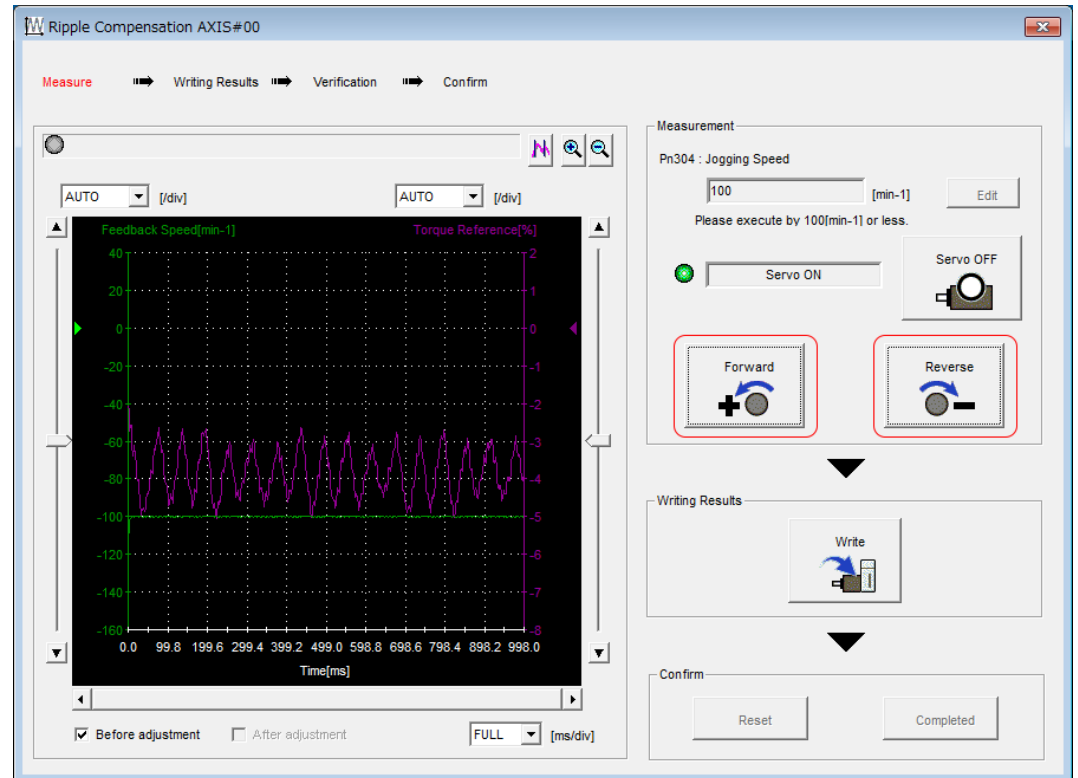 Ripple Compensation AXIS#00
Measure Writing Results Verification Confirm
AUTO [/div] AUTO [/div]
Feedback Speed[min-1] Torque Reference[%]
40 2
20 1
0 0
-20 -1
-40 -2
-60 -3
-80 -4
-100 -5
-120 -6
-140 -7
-160 -8
0.0 99.8 199.6 299.4 399.2 499.0 598.8 698.6 798.4 898.2 998.0
Time[ms]
Before adjustment After adjustment FULL [ms/div]
Measurement
Pn304 : Jogging Speed
100 [min-1] Edit
Please execute by 100[min-1] or less.
Servo ON
Servo OFF
Forward
Reverse
Writing Results
Write
Confirm
Reset
Completed